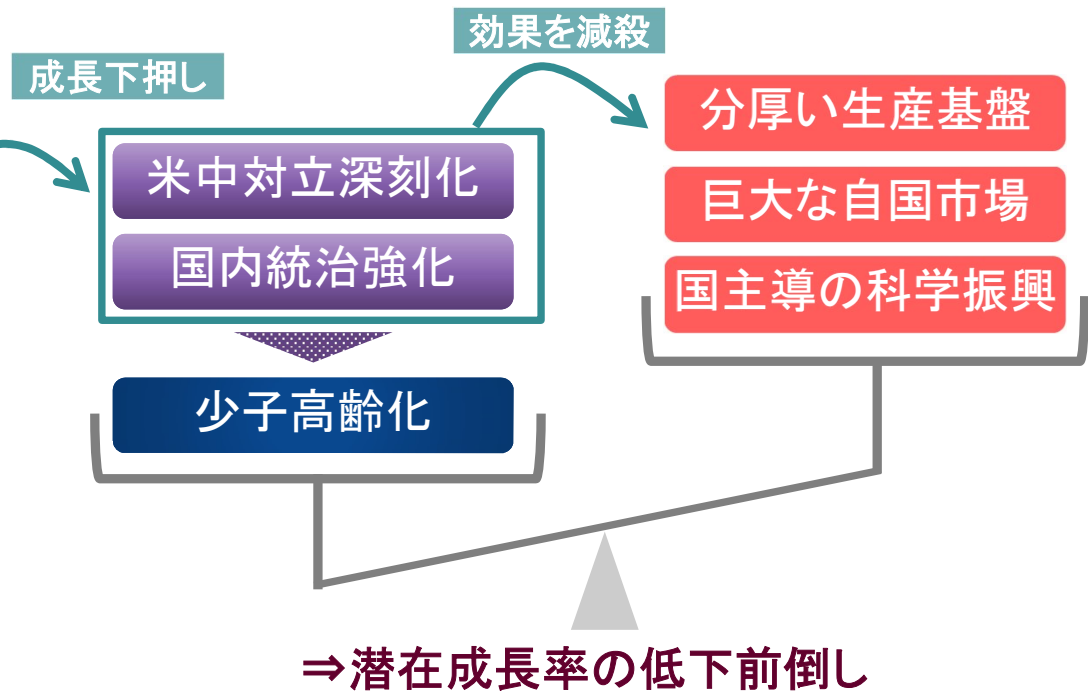 効果を減殺
成長下押し
米中対立深刻化
国内統治強化
少子高齢化
分厚い生産基盤
巨大な自国市場
国主導の科学振興
⇒潜在成長率の低下前倒し